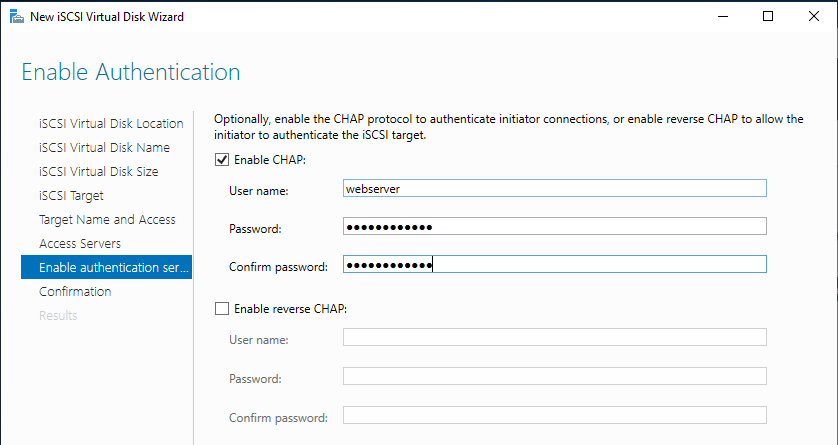 New iSCSI Virtual Disk Wizard
Enable Authentication
iSCSI Virtual Disk Location
iSCSI Virtual Disk Name
iSCSI Virtual Disk Size
iSCSI Target
Target Name and Access
Access Servers
Enable authentication ser...
Confirmation
Results
Optionally, enable the CHAP protocol to authenticate initiator connections, or enable reverse CHAP to allow the
initiator to authenticate the iSCSI target.
Enable CHAP:
User name: webserver
Password: ●●●●●●●●●●●●
Confirm password: ●●●●●●●●●●●●
Enable reverse CHAP:
User name:
Password:
Confirm password: